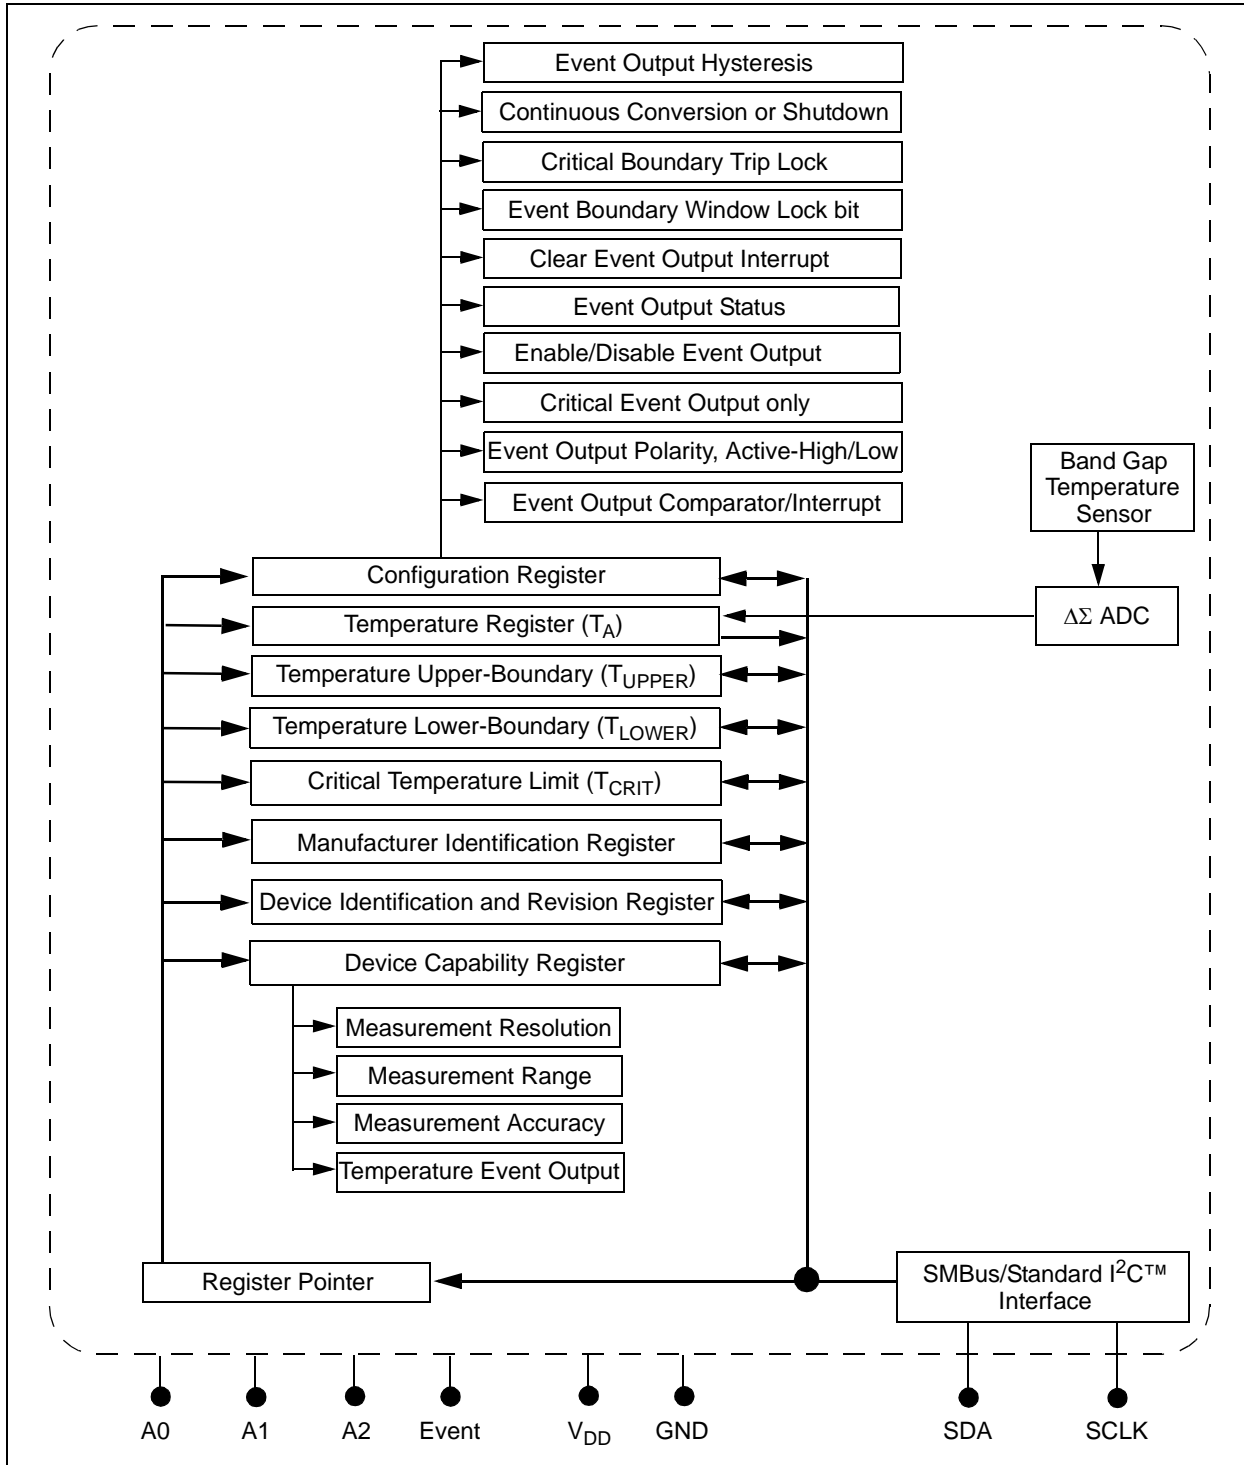 Event Output Hysteresis
Continuous Conversion or Shutdown
Critical Boundary Trip Lock
Event Boundary Window Lock bit
Clear Event Output Interrupt
Event Output Status
Enable/Disable Event Output
Critical Event Output only
Event Output Polarity, Active-High/Low
Event Output Comparator/Interrupt
Band Gap
Temperature
Sensor
Configuration Register
ΔΣ ADC
Temperature Register (TA)
Temperature Upper-Boundary (TUPPER)
Temperature Lower-Boundary (TLOWER)
Critical Temperature Limit (TCRIT)
Manufacturer Identification Register
Device Identification and Revision Register
Device Capability Register
Measurement Resolution
Measurement Range
Measurement Accuracy
Temperature Event Output
Register Pointer
SMBus/Standard I²C™
Interface
A0 A1 A2 Event VDD GND SDA SCLK